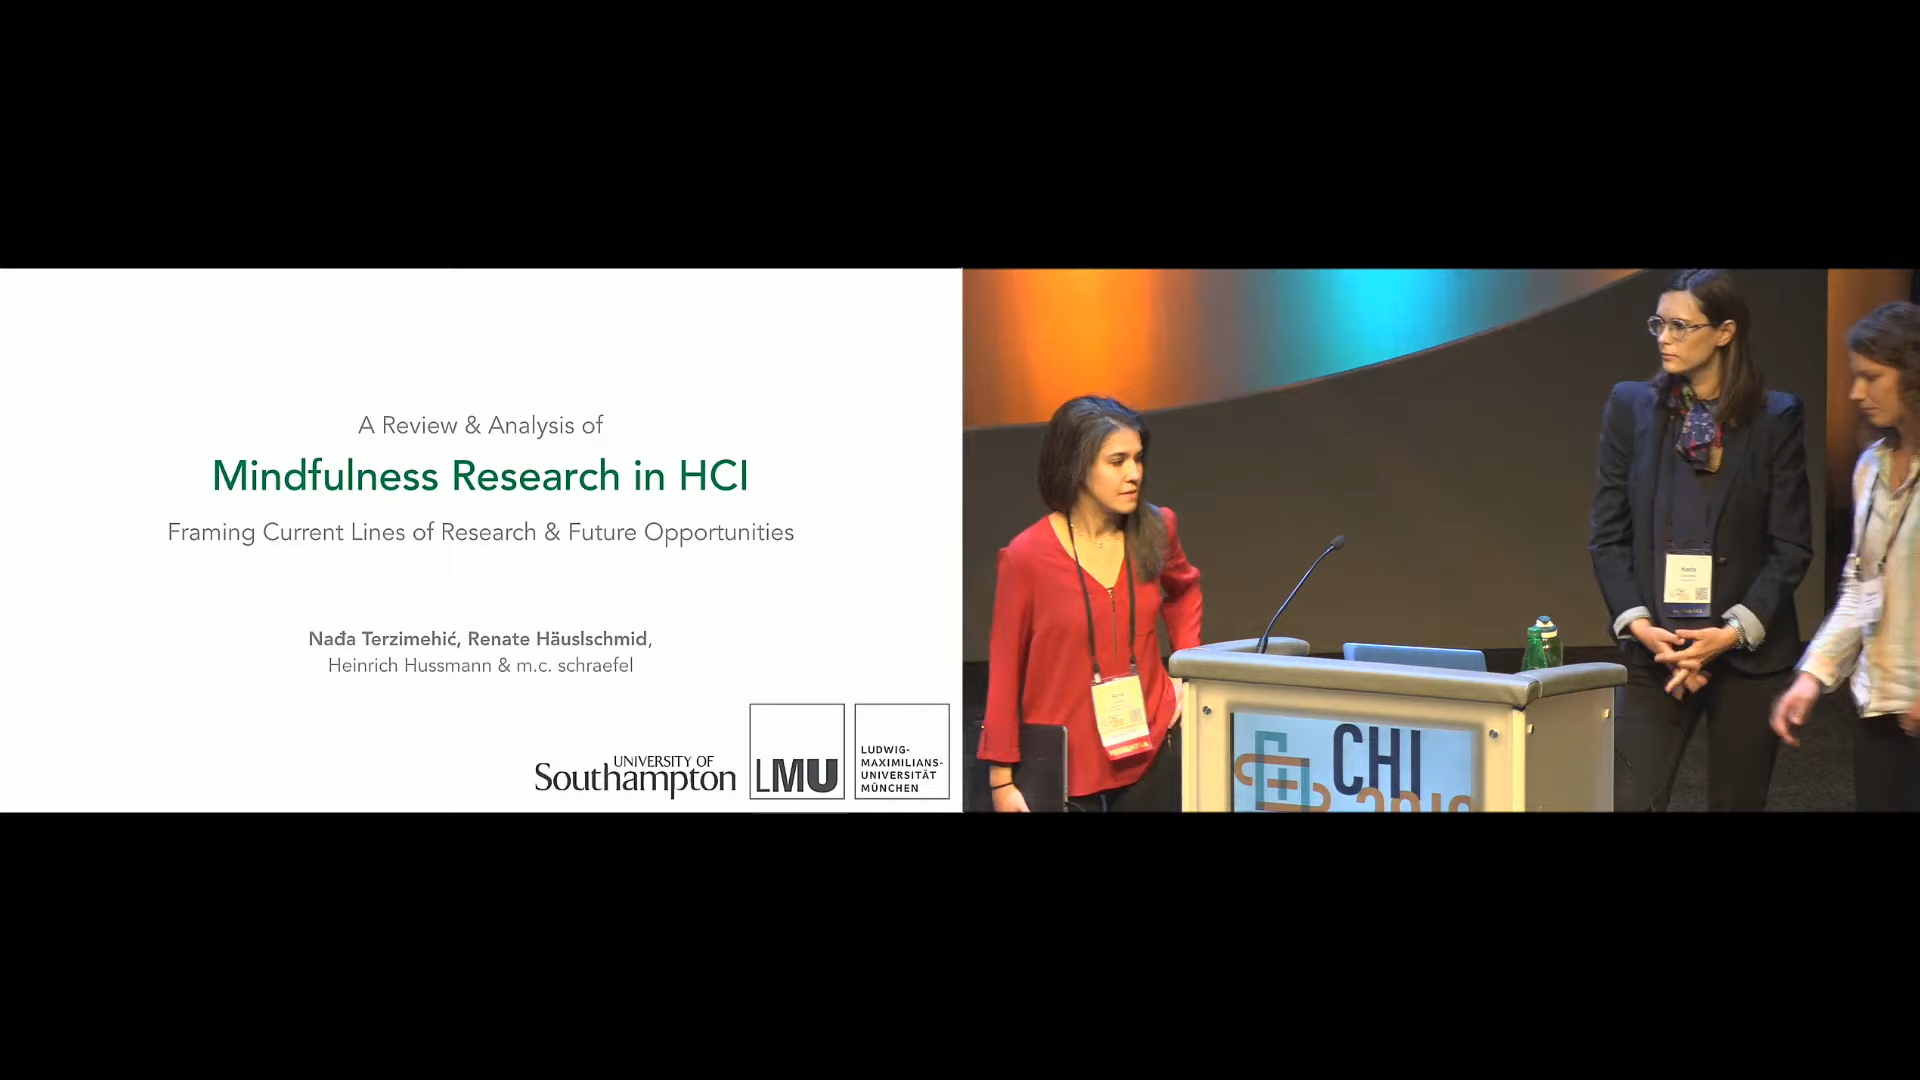 A Review & Analysis of
Mindfulness Research in HCI
Framing Current Lines of Research & Future Opportunities
Nađa Terzimehić, Renate Häuslschmid,
Heinrich Hussmann & m.c. schraefel
UNIVERSITY OF
Southampton
LMU
LUDWIG-
MAXIMILIANS-
UNIVERSITÄT
MÜNCHEN
Nađa
CHI